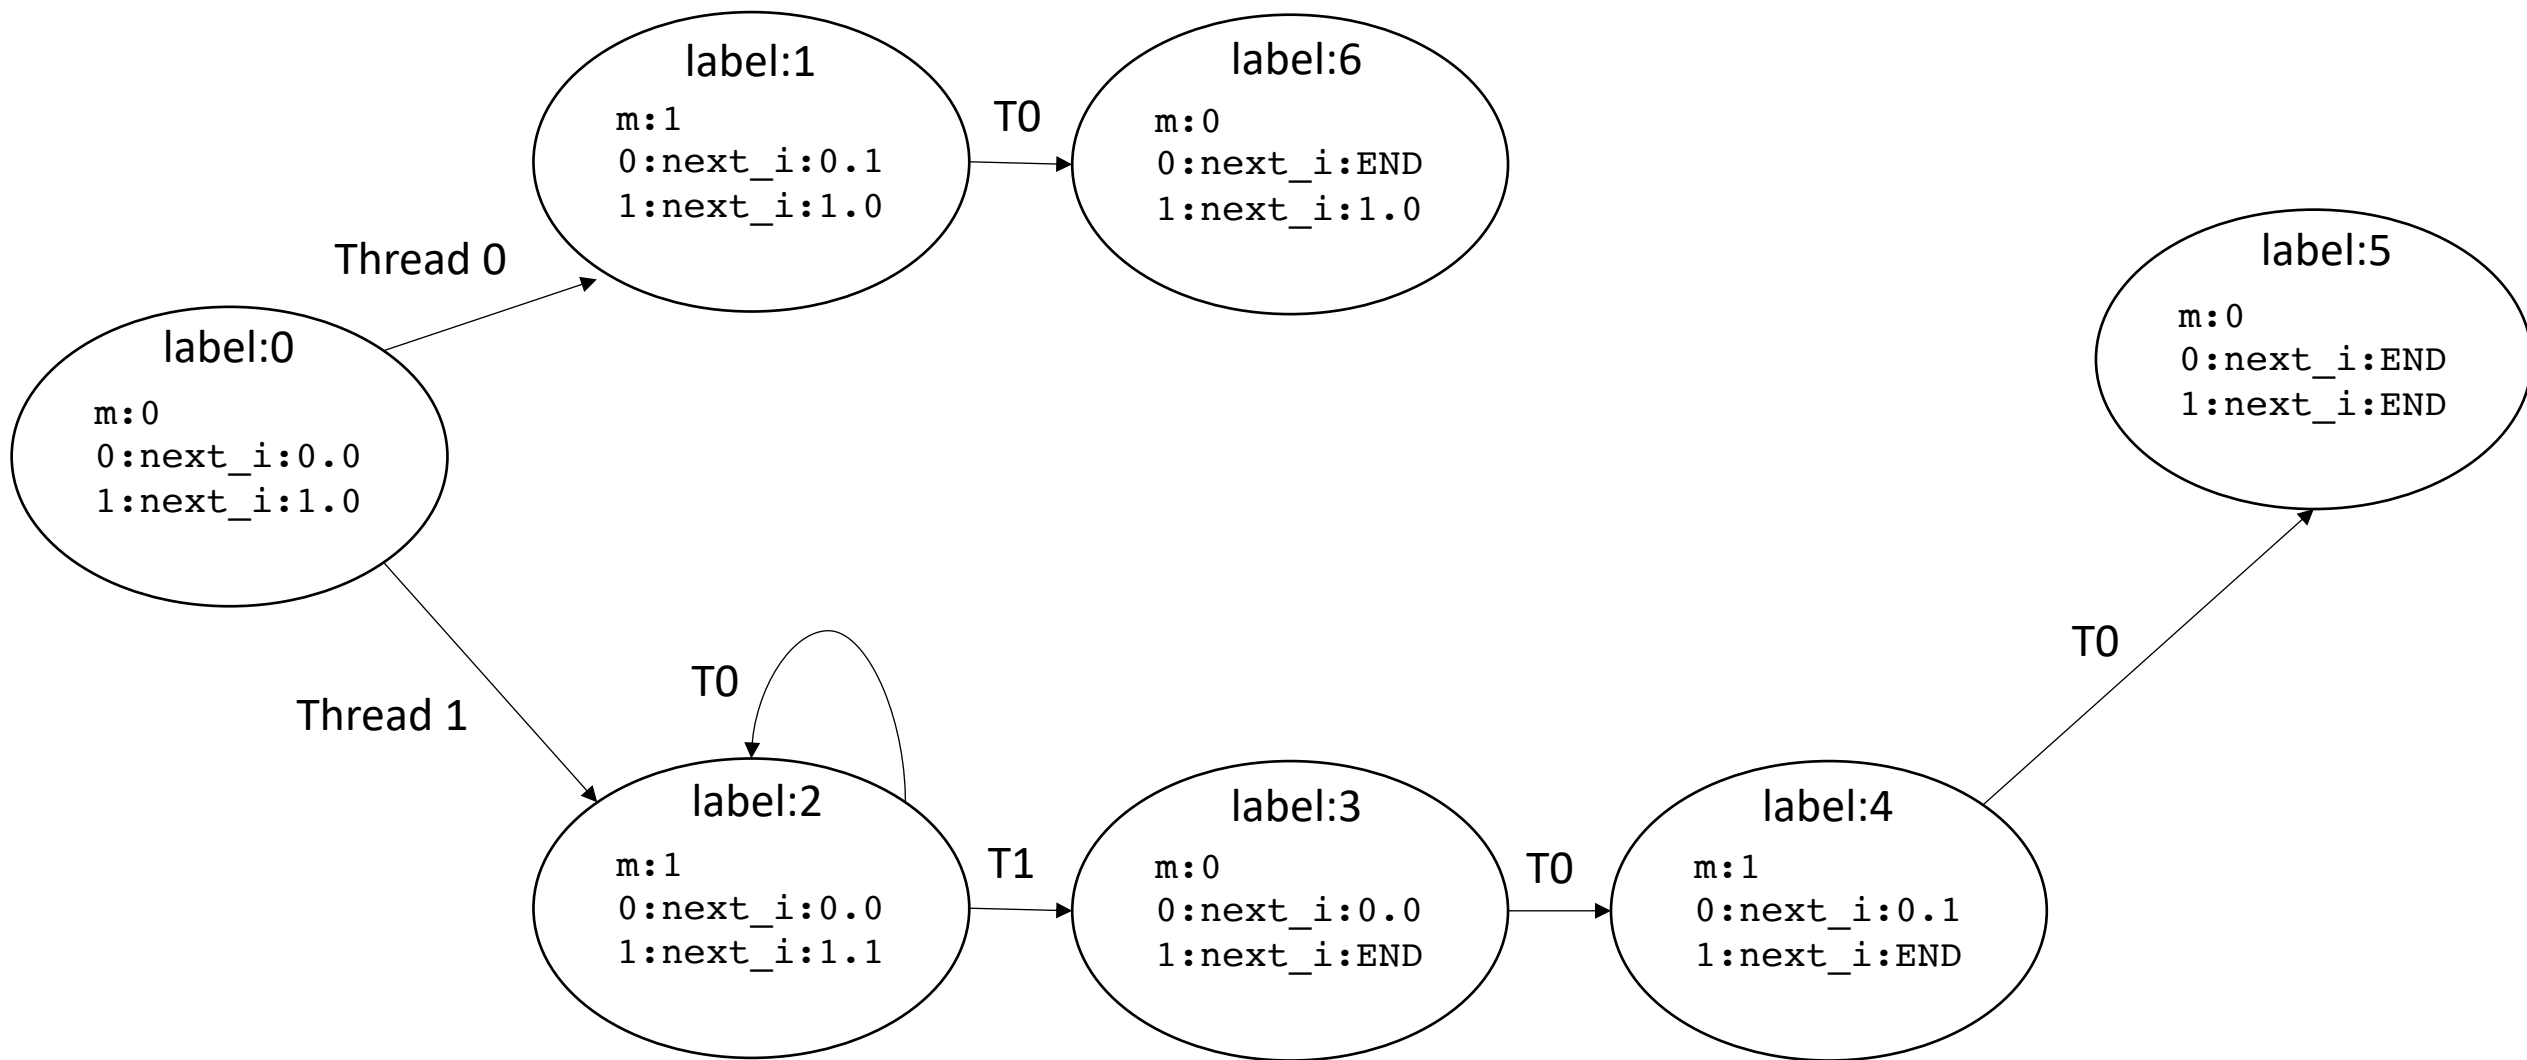 label:1
m:1
0:next_i:0.1
1:next_i:1.0
T0
label:6
m:0
0:next_i:END
1:next_i:1.0
Thread 0
label:5
m:0
0:next_i:END
1:next_i:END
label:0
m:0
0:next_i:0.0
1:next_i:1.0
Thread 1
T0
T0
label:2
m:1
0:next_i:0.0
1:next_i:1.1
T1
label:3
m:0
0:next_i:0.0
1:next_i:END
T0
label:4
m:1
0:next_i:0.1
1:next_i:END